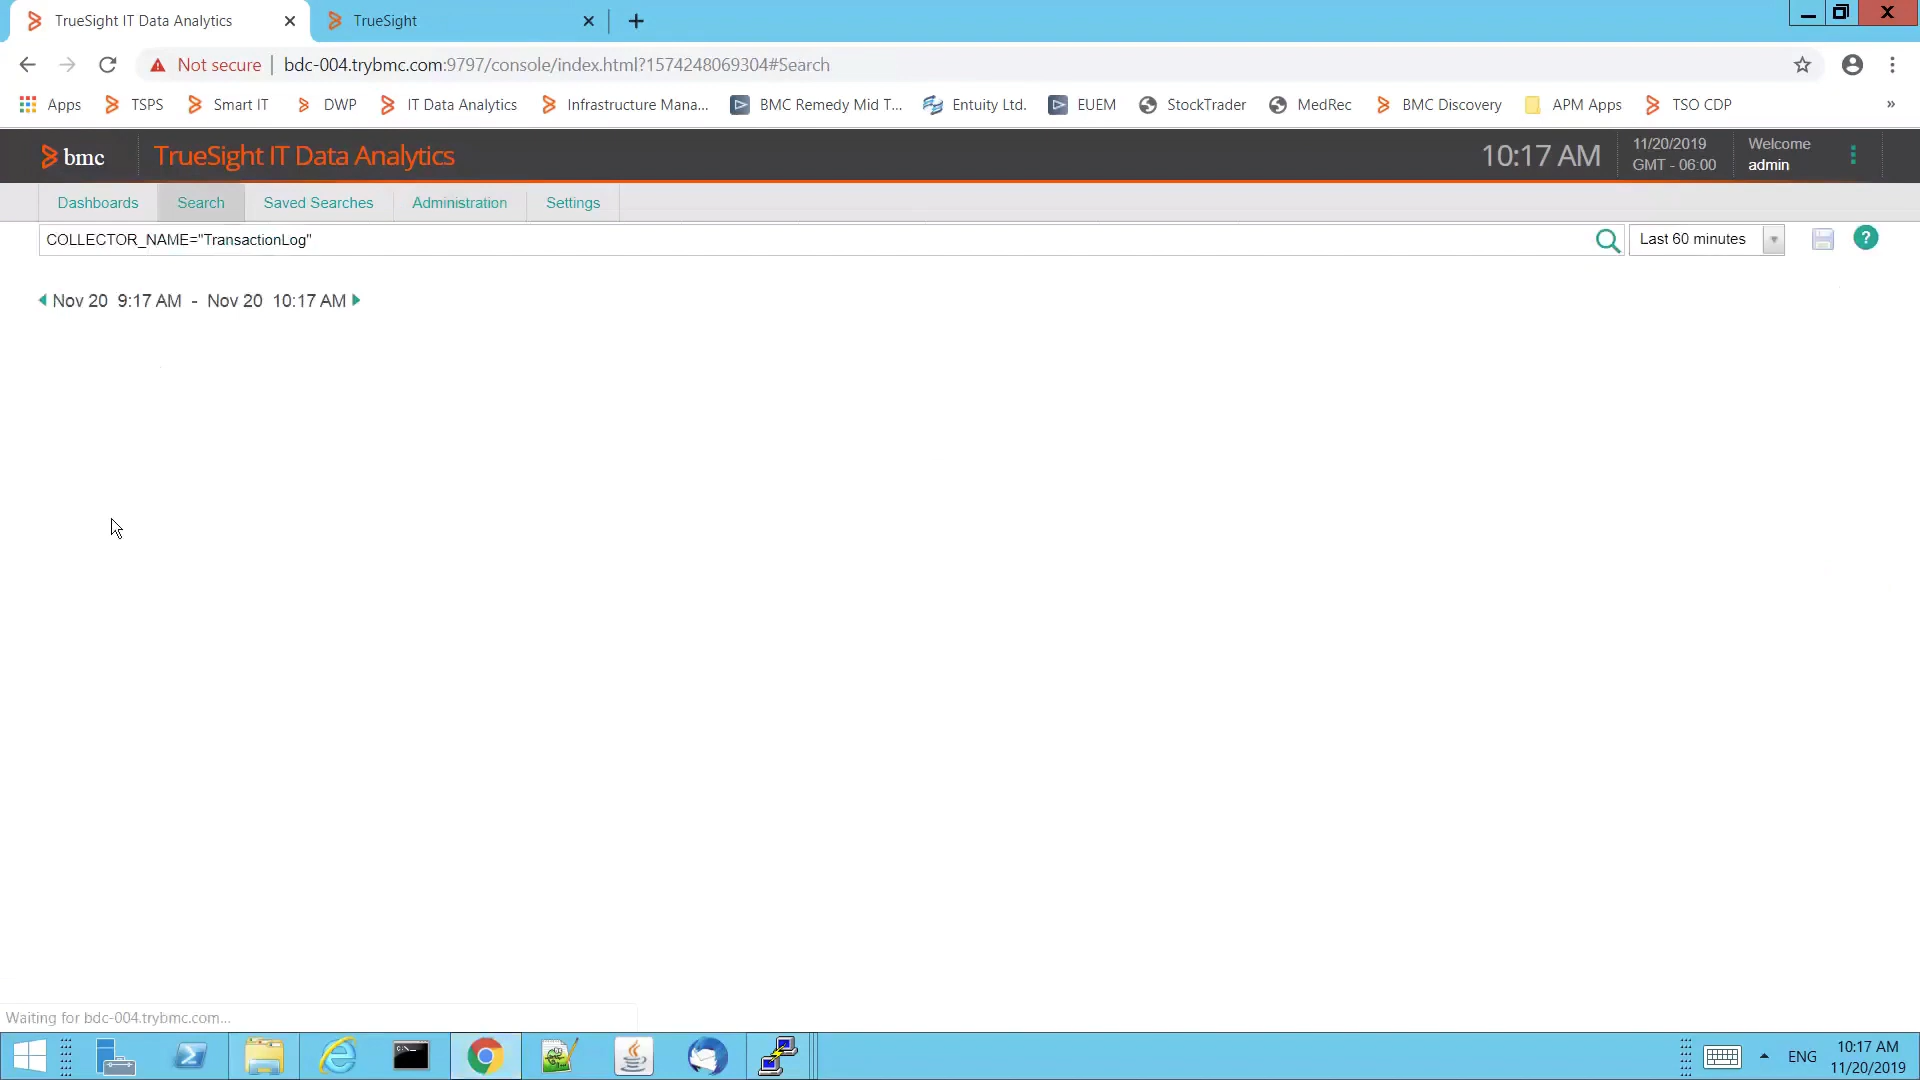 TrueSight IT Data Analytics
TrueSight
Not secure
bdc-004.trybmc.com:9797/console/index.html?1574248069304#Search
Apps
TSPS
Smart IT
DWP
IT Data Analytics
Infrastructure Mana...
BMC Remedy Mid T...
Entuity Ltd.
EUEM
StockTrader
MedRec
BMC Discovery
APM Apps
TSO CDP
»
bmc
TrueSight IT Data Analytics
10:17 AM
11/20/2019
GMT - 06:00
Welcome
admin
Dashboards
Search
Saved Searches
Administration
Settings
COLLECTOR_NAME="TransactionLog"
Last 60 minutes
?
Nov 20 9:17 AM - Nov 20 10:17 AM
Waiting for bdc-004.trybmc.com...
ENG
10:17 AM
11/20/2019